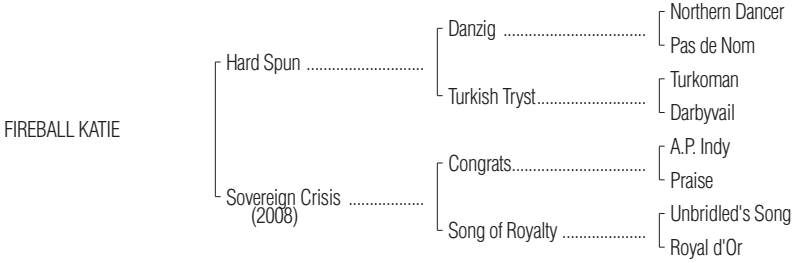 Northern Dancer
Danzig ..................................
Pas de Nom
Hard Spun ............................
Turkoman
Turkish Tryst..........................
Darbyvail
FIREBALL KATIE
A.P. Indy
Congrats................................
Praise
Sovereign Crisis ..................
(2008)
Unbridled's Song
Song of Royalty ....................
Royal d'Or